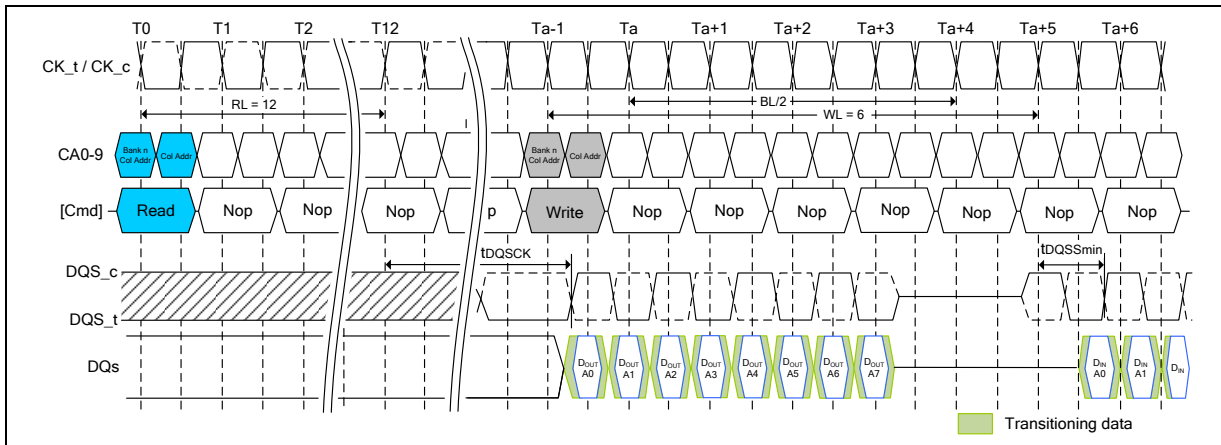 T0 T1 T2 T12 Ta-1 Ta Ta+1 Ta+2 Ta+3 Ta+4 Ta+5 Ta+6
CK_t / CK_c
RL = 12
BL/2
WL = 6
CA0-9
Bank n
Col Addr
Col Addr
Bank n
Col Addr
Col Addr
[Cmd] Read Nop Nop Nop p Write Nop Nop Nop Nop Nop Nop Nop
tDQSCK
tDQSSmin
DQS_c
DQS_t
DQs
DOUT A0
DOUT A1
DOUT A2
DOUT A3
DOUT A4
DOUT A5
DOUT A6
DOUT A7
DIN A0
DIN A1
DIN
Transitioning data